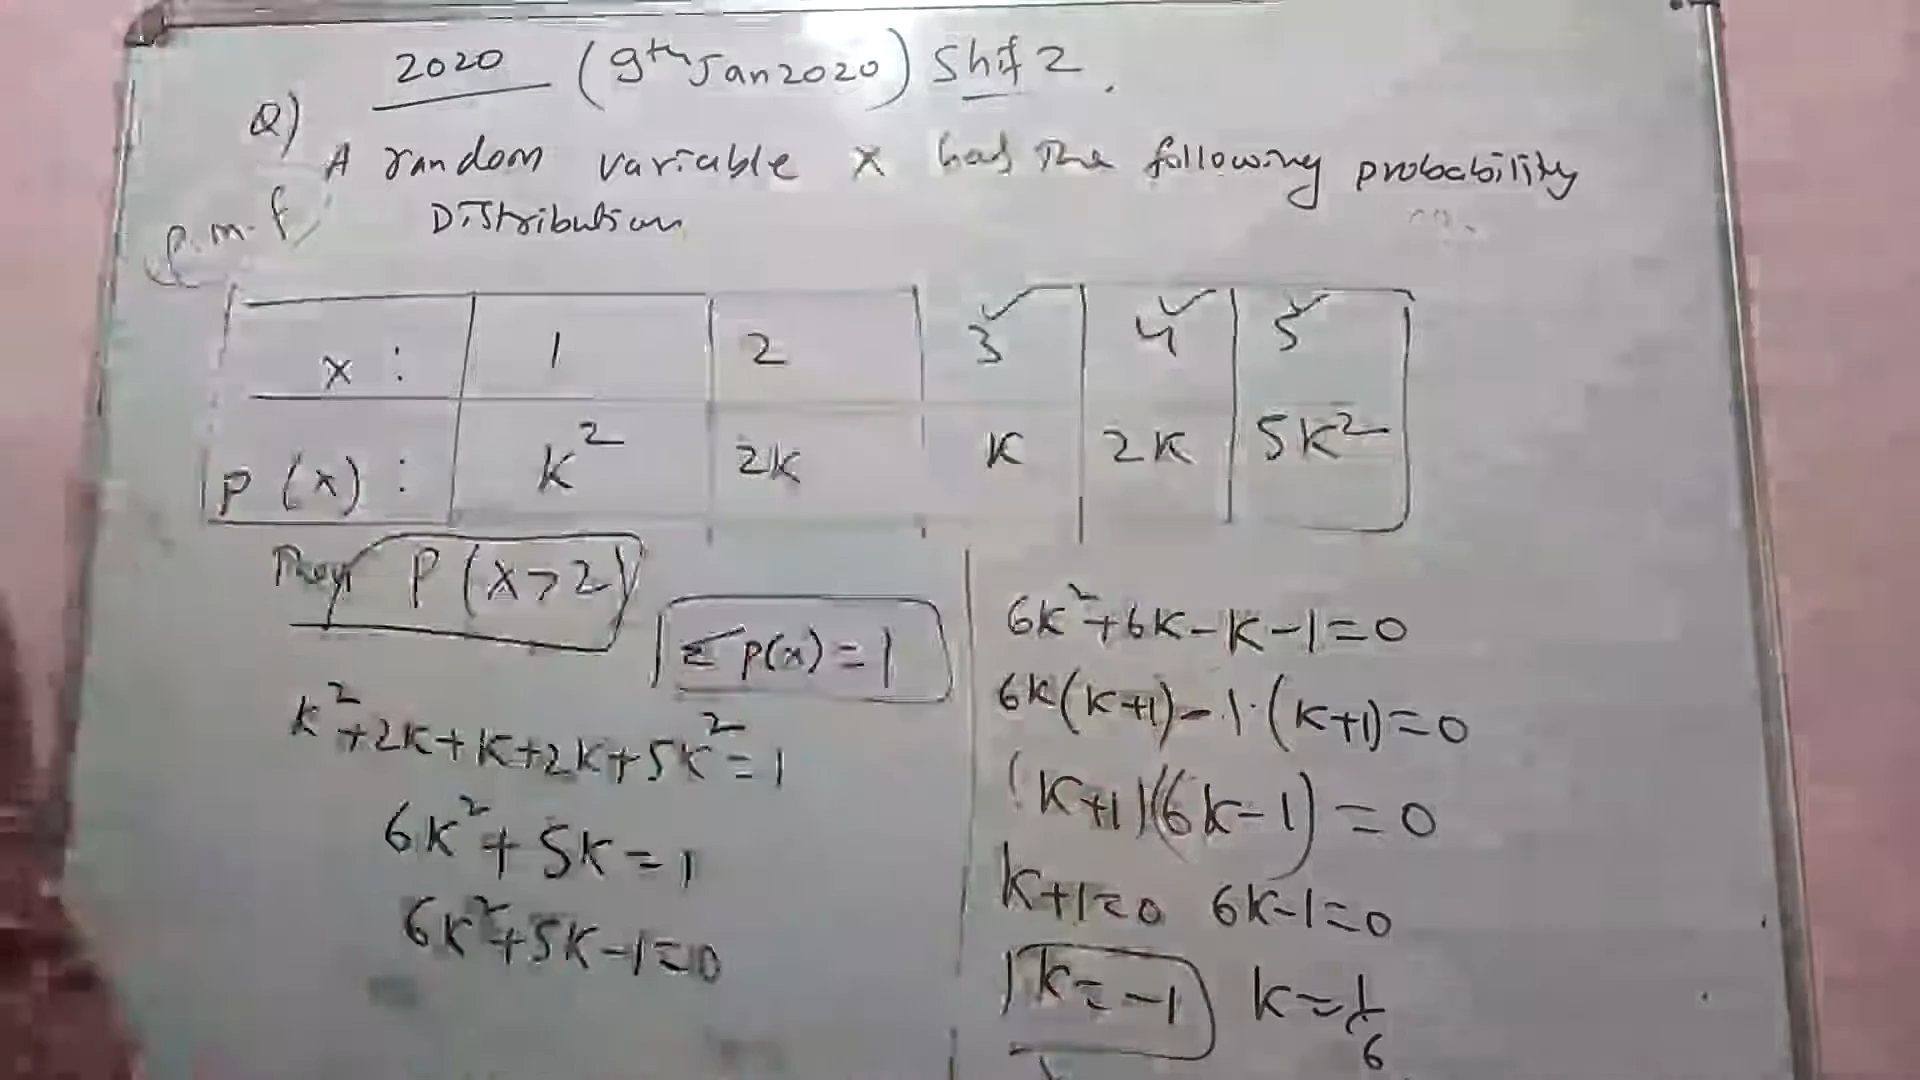 2020 (9th Jan 2020) Shif 2.
Q)
A random variable x has The following probability
p.m.f Distribution
x : 1 2 3 4 5
P(x) : k² 2k k 2k 5k²
Then P(x>2)
Σ p(x) = 1
k²+2k+k+2k+5k²=1
6k²+5k=1
6k²+5k-1=0
6k²+6k-k-1=0
6k(k+1)-1.(k+1)=0
(k+1)(6k-1)=0
k+1=0 6k-1=0
k=-1 k=1/6